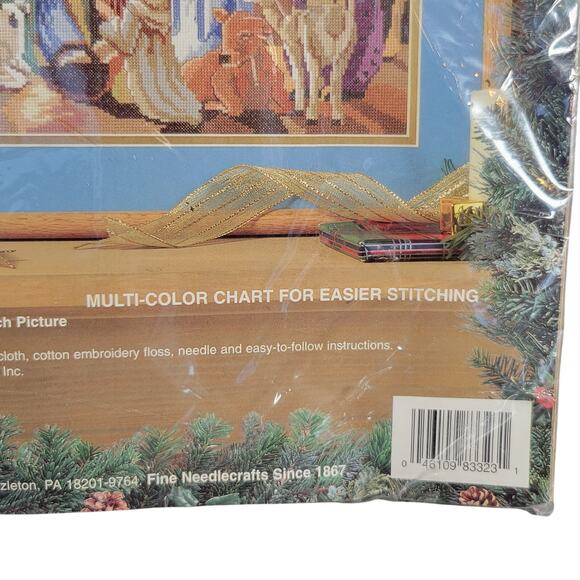 MULTI-COLOR CHART FOR EASIER STITCHING
ch Picture
cloth, cotton embroidery floss, needle and easy-to-follow instructions.
Inc.
zleton, PA 18201-9764 Fine Needlecrafts Since 1867
0 46109 83323 1